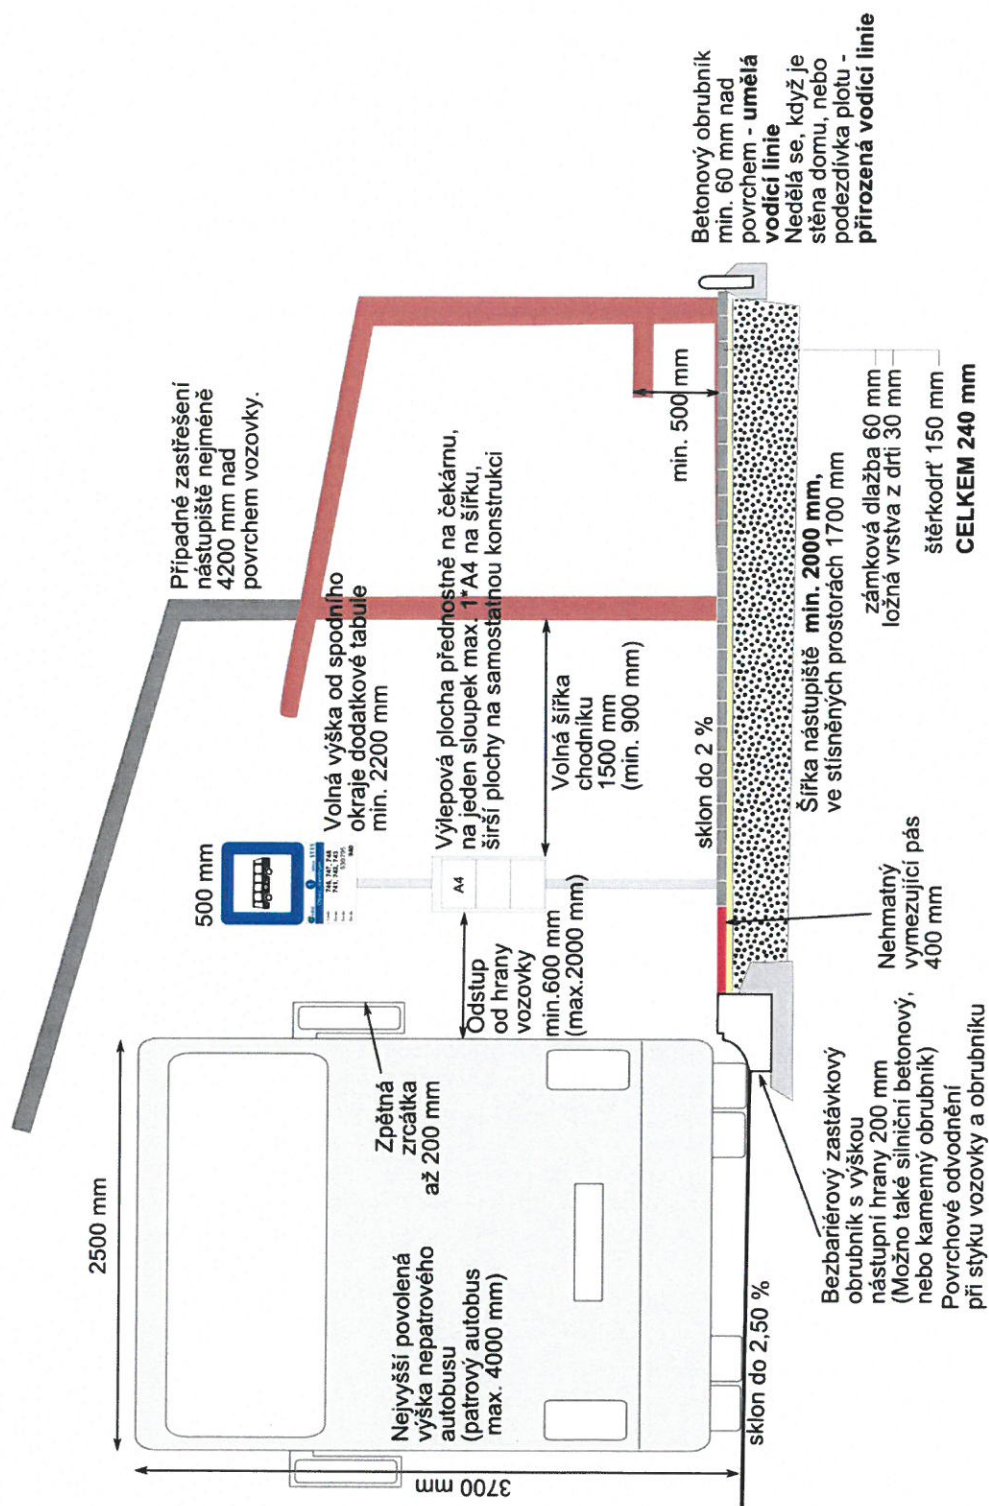 2500 mm
3700 mm
Nejvyšší povolená
výška nepatrového
autobusu
(patrový autobus
max. 4000 mm)
Zpětná
zrcátka
až 200 mm
sklon do 2,50 %
500 mm
Případné zastřešení
nástupiště nejméně
4200 mm nad
povrchem vozovky.
Volná výška od spodního
okraje dodatkové tabule
min. 2200 mm
A4
Výlepová plocha přednostně na čekárnu,
na jeden sloupek max. 1*A4 na šířku,
širší plochy na samostatnou konstrukci
Odstup
od hrany
vozovky
min.600 mm
(max.2000 mm)
Volná šířka
chodníku
1500 mm
(min. 900 mm)
min. 500 mm
sklon do 2 %
Betonový obrubník
min. 60 mm nad
povrchem - umělá
vodící linie
Nedělá se, když je
stěna domu, nebo
podezdívka plotu -
přirozená vodící linie
Bezbariérový zastávkový
obrubník s výškou
nástupní hrany 200 mm
(Možno také silniční betonový,
nebo kamenný obrubník)
Povrchové odvodnění
při styku vozovky a obrubníku
Nehmatný
vymezující pás
400 mm
Šířka nástupiště min. 2000 mm,
ve stísněných prostorách 1700 mm
zámková dlažba 60 mm
ložná vrstva z drti 30 mm
štěrkodrť 150 mm
CELKEM 240 mm